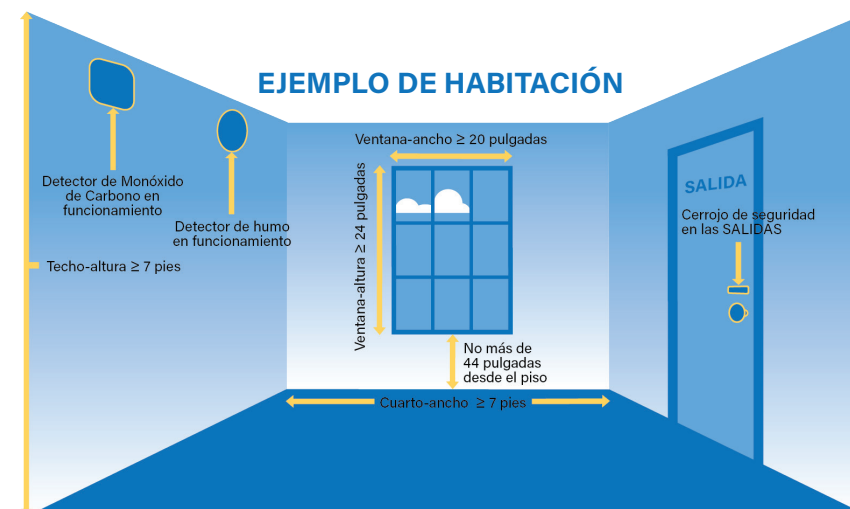 EJEMPLO DE HABITACIÓN
Ventana-ancho ≥ 20 pulgadas
Ventana-altura ≥ 24 pulgadas
Detector de Monóxido
de Carbono en
funcionamiento
Detector de humo
en funcionamiento
Techo-altura ≥ 7 pies
SALIDA
Cerrojo de seguridad
en las SALIDAS
No más de
44 pulgadas
desde el piso
Cuarto-ancho ≥ 7 pies